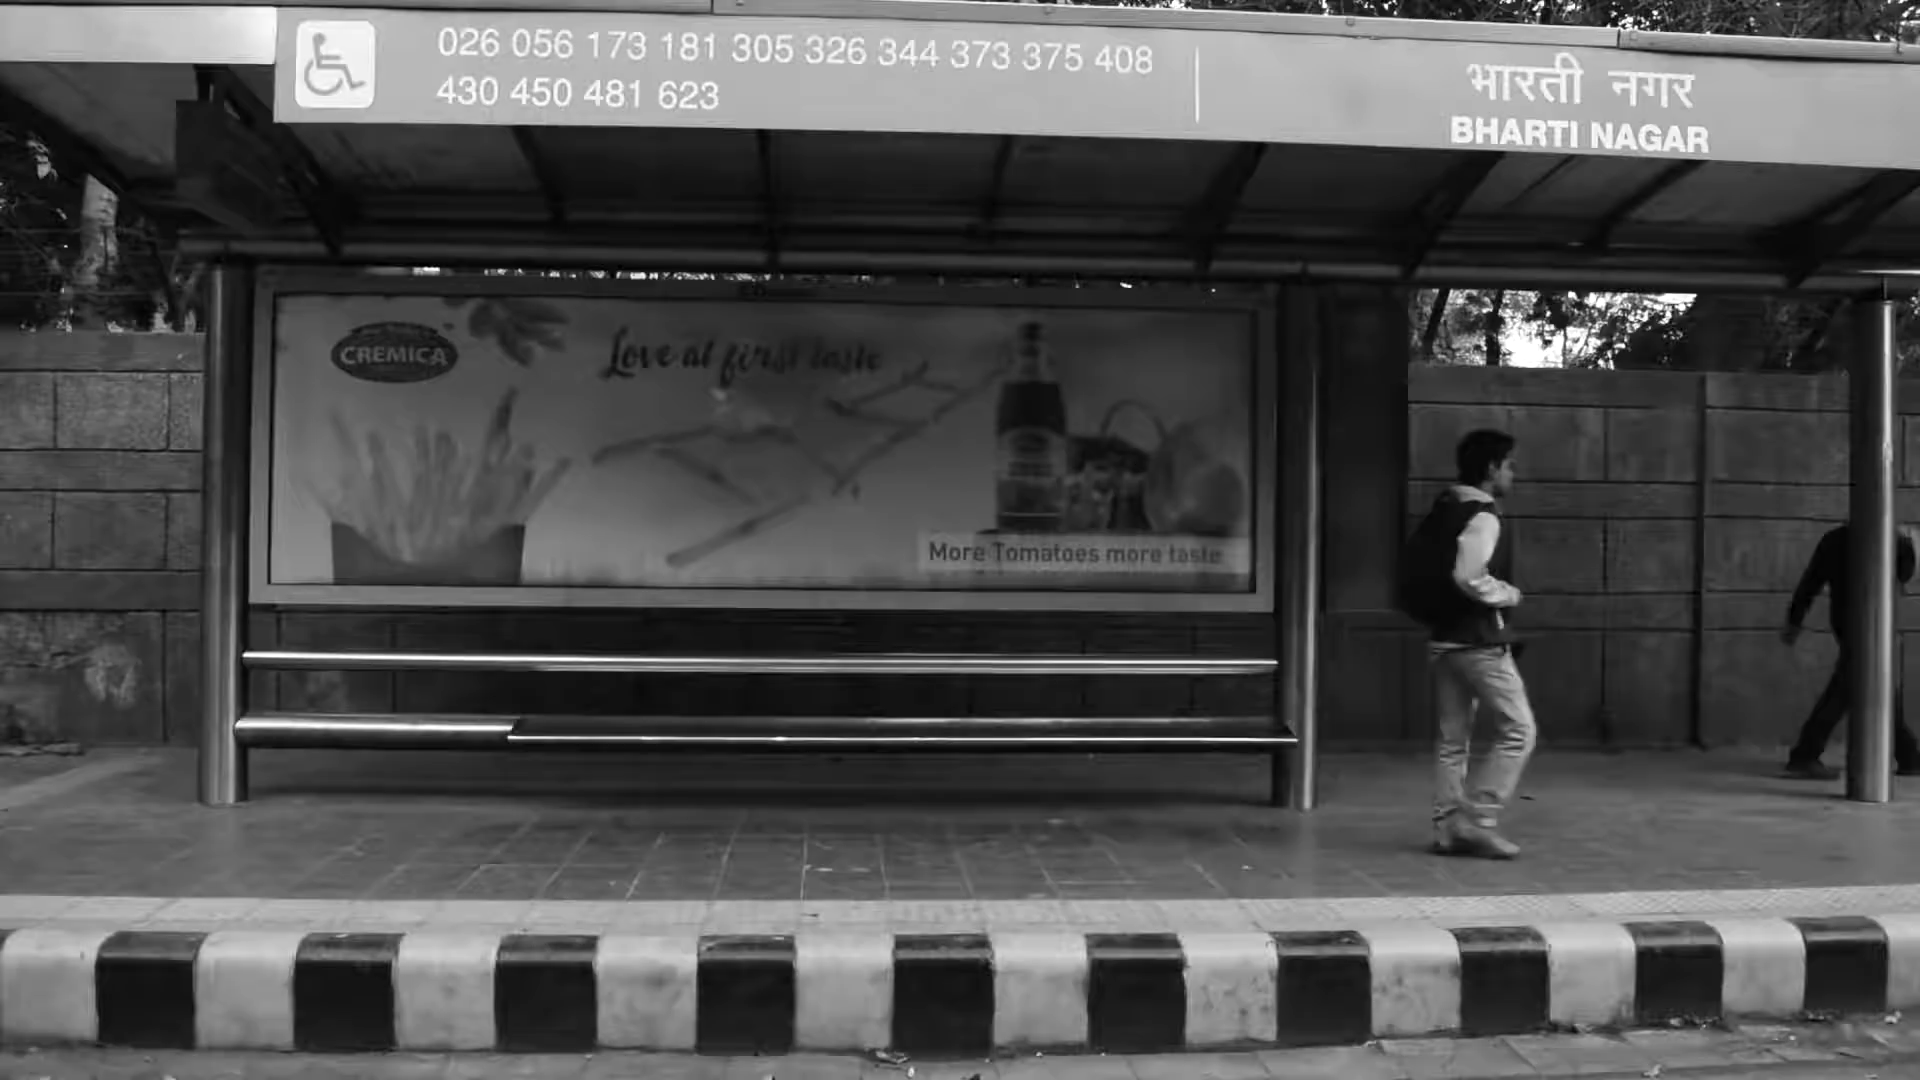 026 056 173 181 305 326 344 373 375 408
430 450 481 623
भारती नगर
BHARTI NAGAR
CREMICA
Love at first taste
More Tomatoes more taste